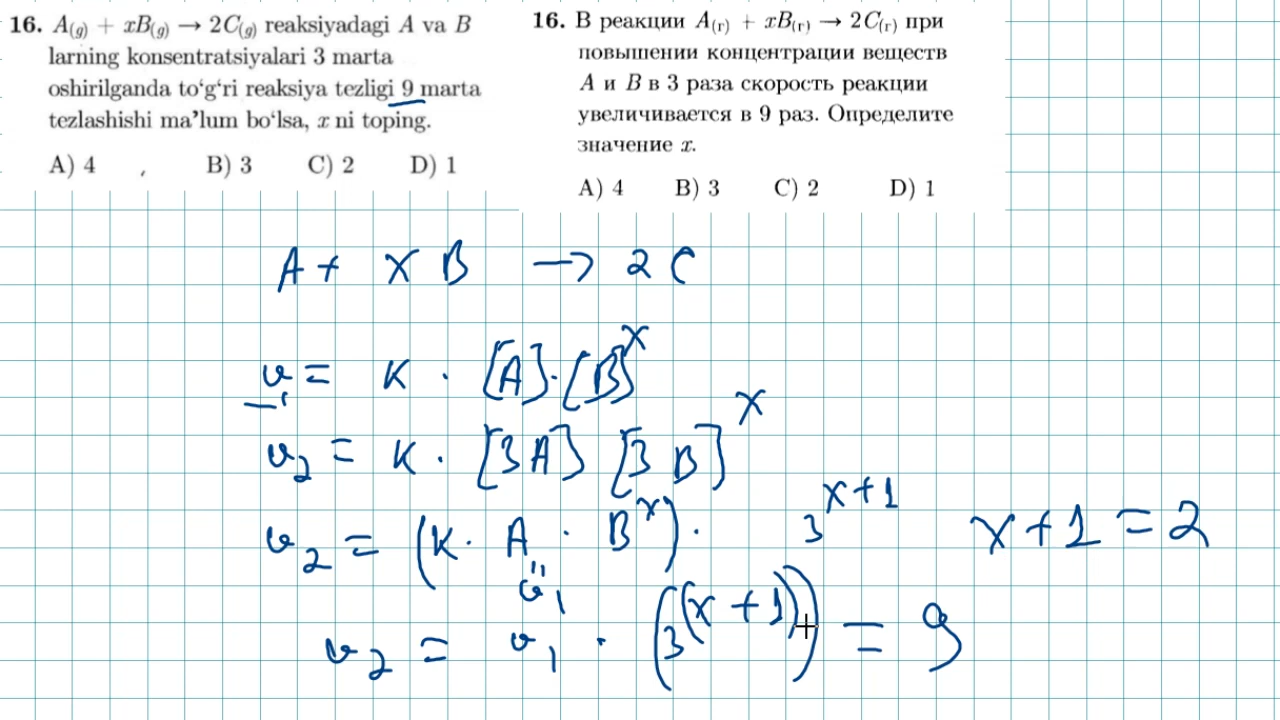 16. A(g) + xB(g) → 2C(g) reaksiyadagi A va B
larning konsentratsiyalari 3 marta
oshirilganda to‘g‘ri reaksiya tezligi 9 marta
tezlashishi ma’lum bo‘lsa, x ni toping.
A) 4 B) 3 C) 2 D) 1
16. В реакции A(г) + xB(г) → 2C(г) при
повышении концентрации веществ
A и B в 3 раза скорость реакции
увеличивается в 9 раз. Определите
значение x.
A) 4 B) 3 C) 2 D) 1
A + x B → 2 C
v₁ = K · [A] · [B]^x
v₂ = K · [3A] [3 B]^x
v₂ = (K · A · B^x) · 3^x+1 x+1=2
" v₁
v₂ = v₁ · (3^(x+1)) = 9